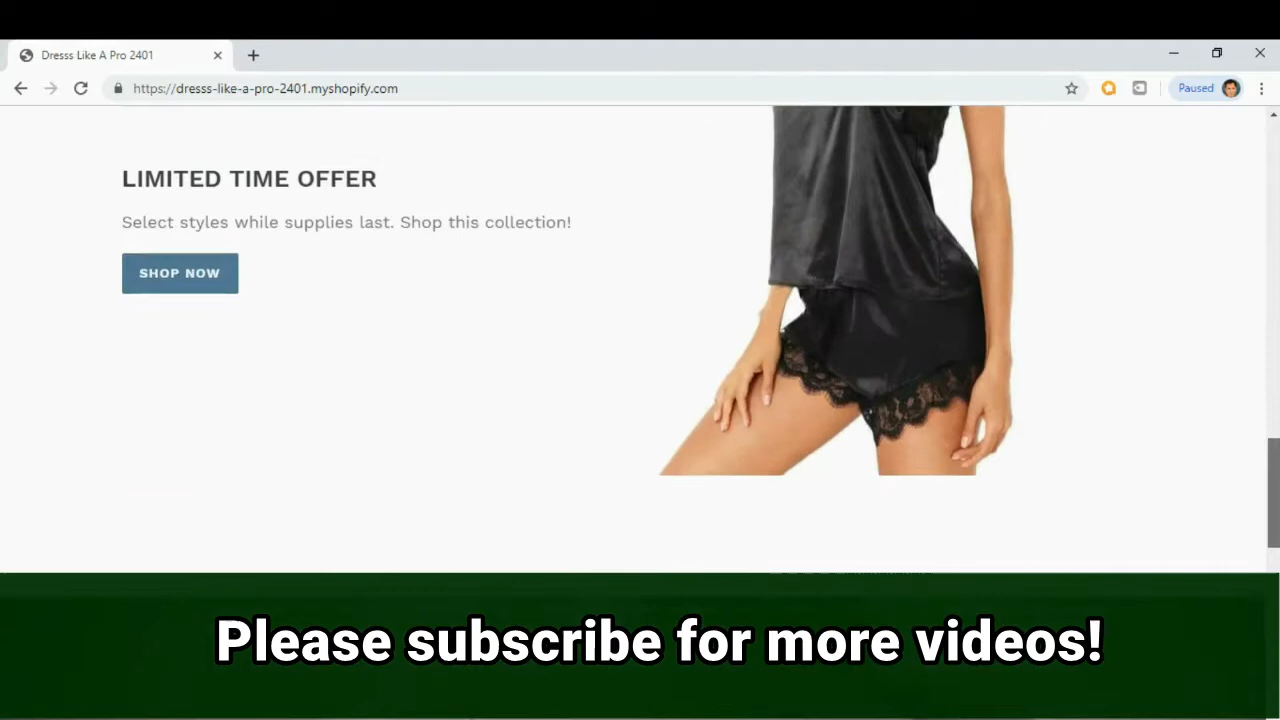 Dresss Like A Pro 2401
https://dresss-like-a-pro-2401.myshopify.com
Paused
LIMITED TIME OFFER
Select styles while supplies last. Shop this collection!
SHOP NOW
Please subscribe for more videos!